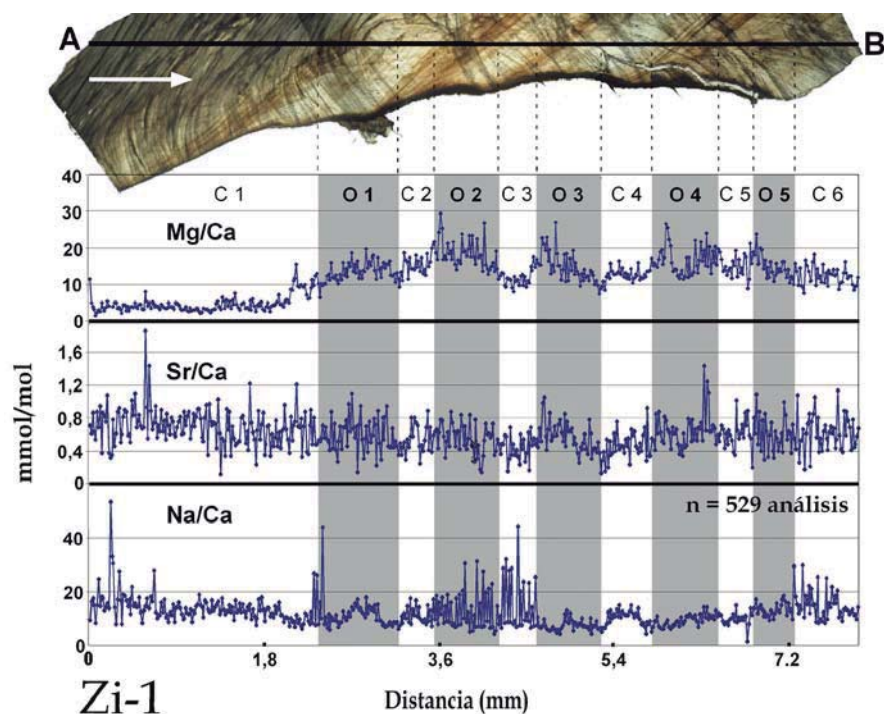 A B
C 1 O 1 C 2 O 2 C 3 O 3 C 4 O 4 C 5 O 5 C 6
40
30
20
10
0
Mg/Ca
1,6
1,2
0,8
0,4
0
Sr/Ca
mmol/mol
Na/Ca
n = 529 análisis
40
20
10
0
0 1,8 3,6 5,4 7.2
Zi-1 Distancia (mm)